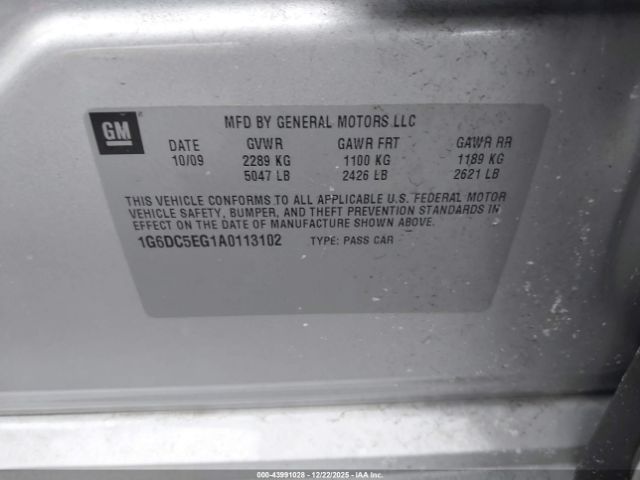 GM
MFD BY GENERAL MOTORS LLC
DATE GVWR GAWR FRT GAWR RR
10/09 2289 KG 1100 KG 1189 KG
5047 LB 2426 LB 2621 LB
THIS VEHICLE CONFORMS TO ALL APPLICABLE U.S. FEDERAL MOTOR
VEHICLE SAFETY, BUMPER, AND THEFT PREVENTION STANDARDS IN
EFFECT ON THE DATE OF MANUFACTURE SHOWN ABOVE.
1G6DC5EG1A0113102 TYPE: PASS CAR
000-43991028 12/22/2025 IAAI.COM